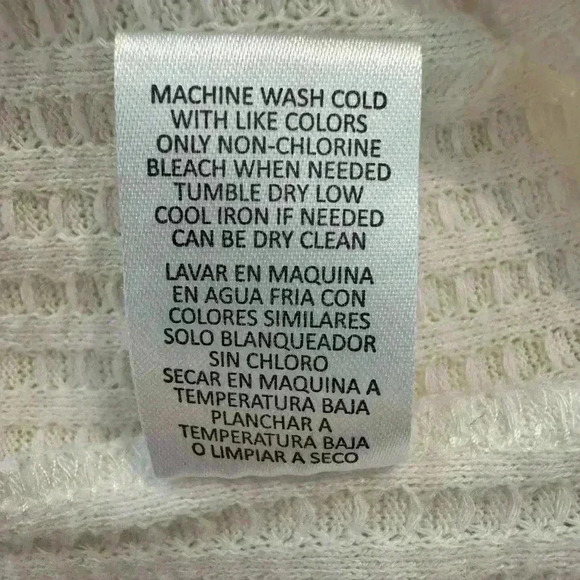 MACHINE WASH COLD
WITH LIKE COLORS
ONLY NON-CHLORINE
BLEACH WHEN NEEDED
TUMBLE DRY LOW
COOL IRON IF NEEDED
CAN BE DRY CLEAN
LAVAR EN MAQUINA
EN AGUA FRIA CON
COLORES SIMILARES
SOLO BLANQUEADOR
SIN CHLORO
SECAR EN MAQUINA A
TEMPERATURA BAJA
PLANCHAR A
TEMPERATURA BAJA
O LIMPIAR A SECO